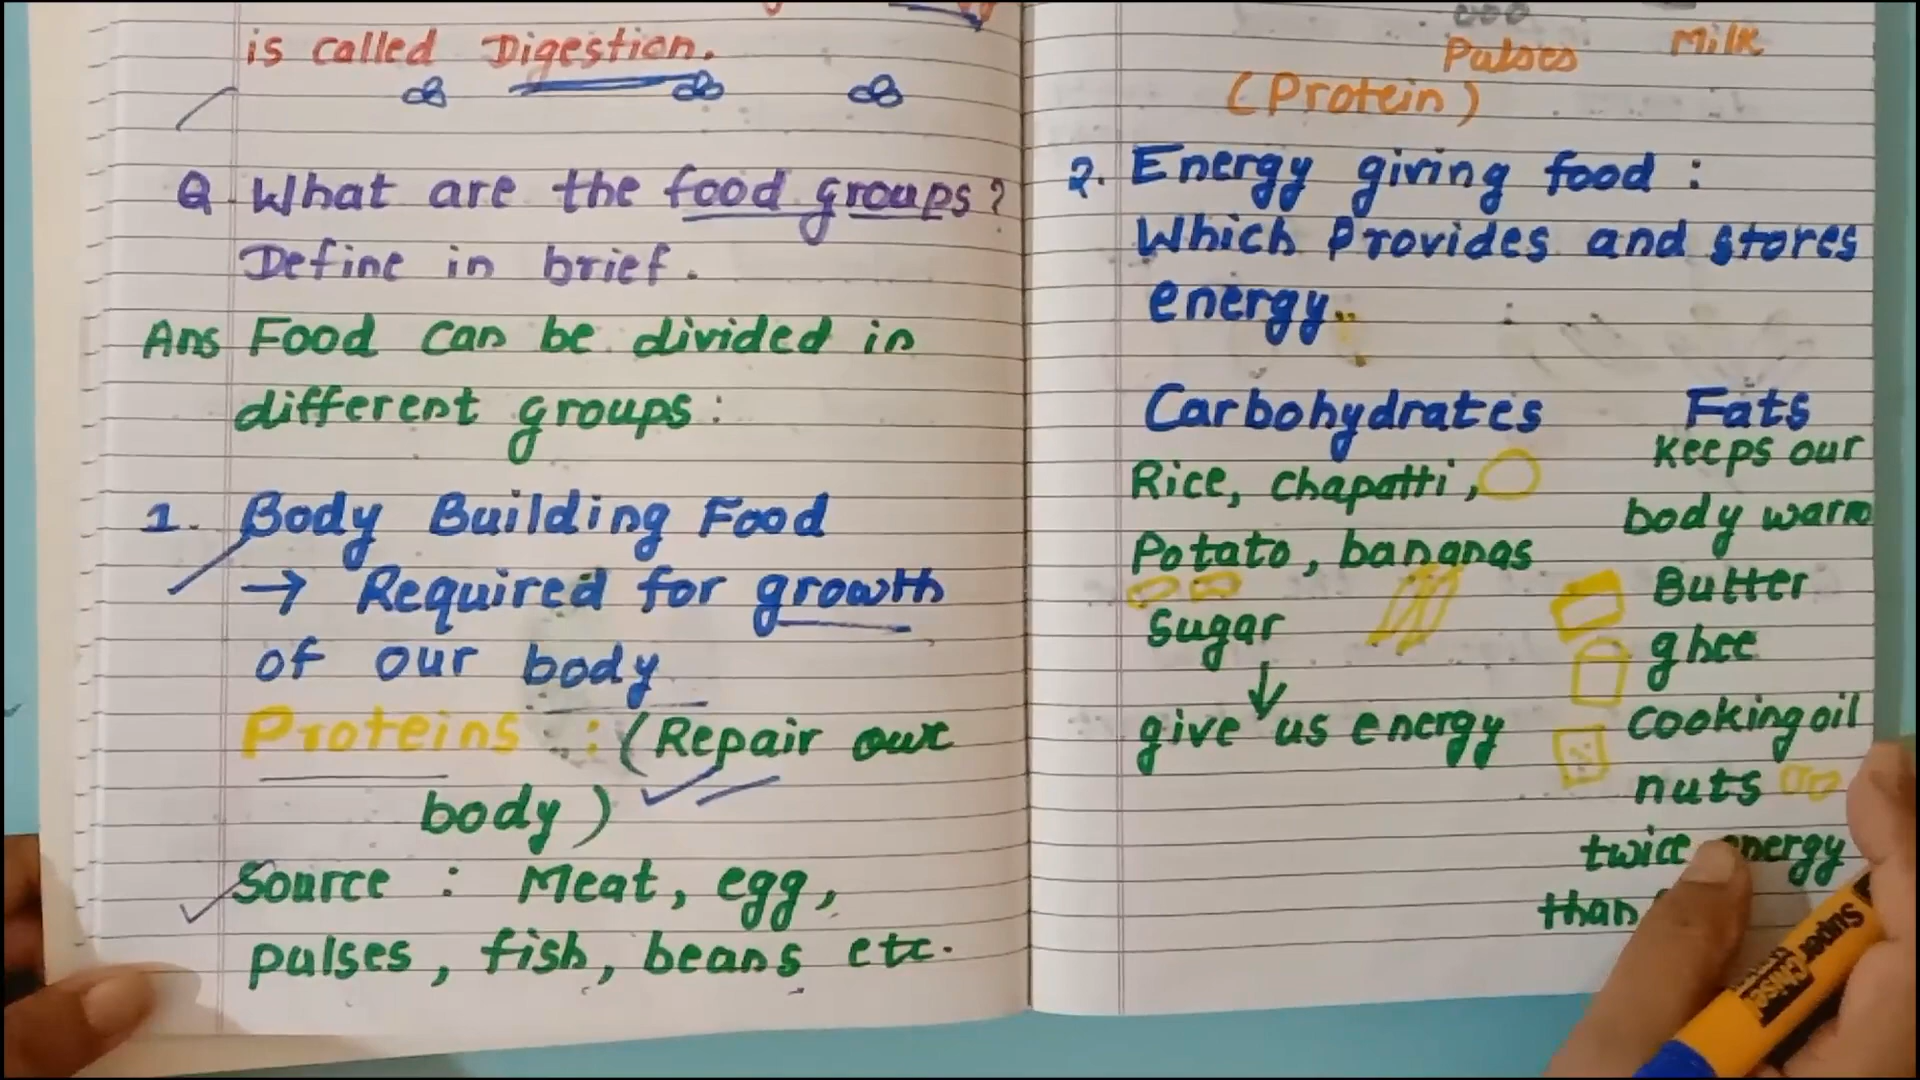 is called Digestion.
Q. What are the food groups?
Define in brief.
Ans Food can be divided in
different groups:
1. Body Building Food
→ Required for growth
of our body
Proteins : (Repair our
body)
Source : Meat, egg,
pulses, fish, beans etc.
Pulses Milk
(Protein)
2. Energy giving food :
Which Provides and stores
energy.
Carbohydrates
Rice, chapatti,
Potato, bananas
Sugar
↓
give us energy
Fats
keeps our
body warm
Butter
ghee
cooking oil
nuts
twice energy
than
Super
Chisel